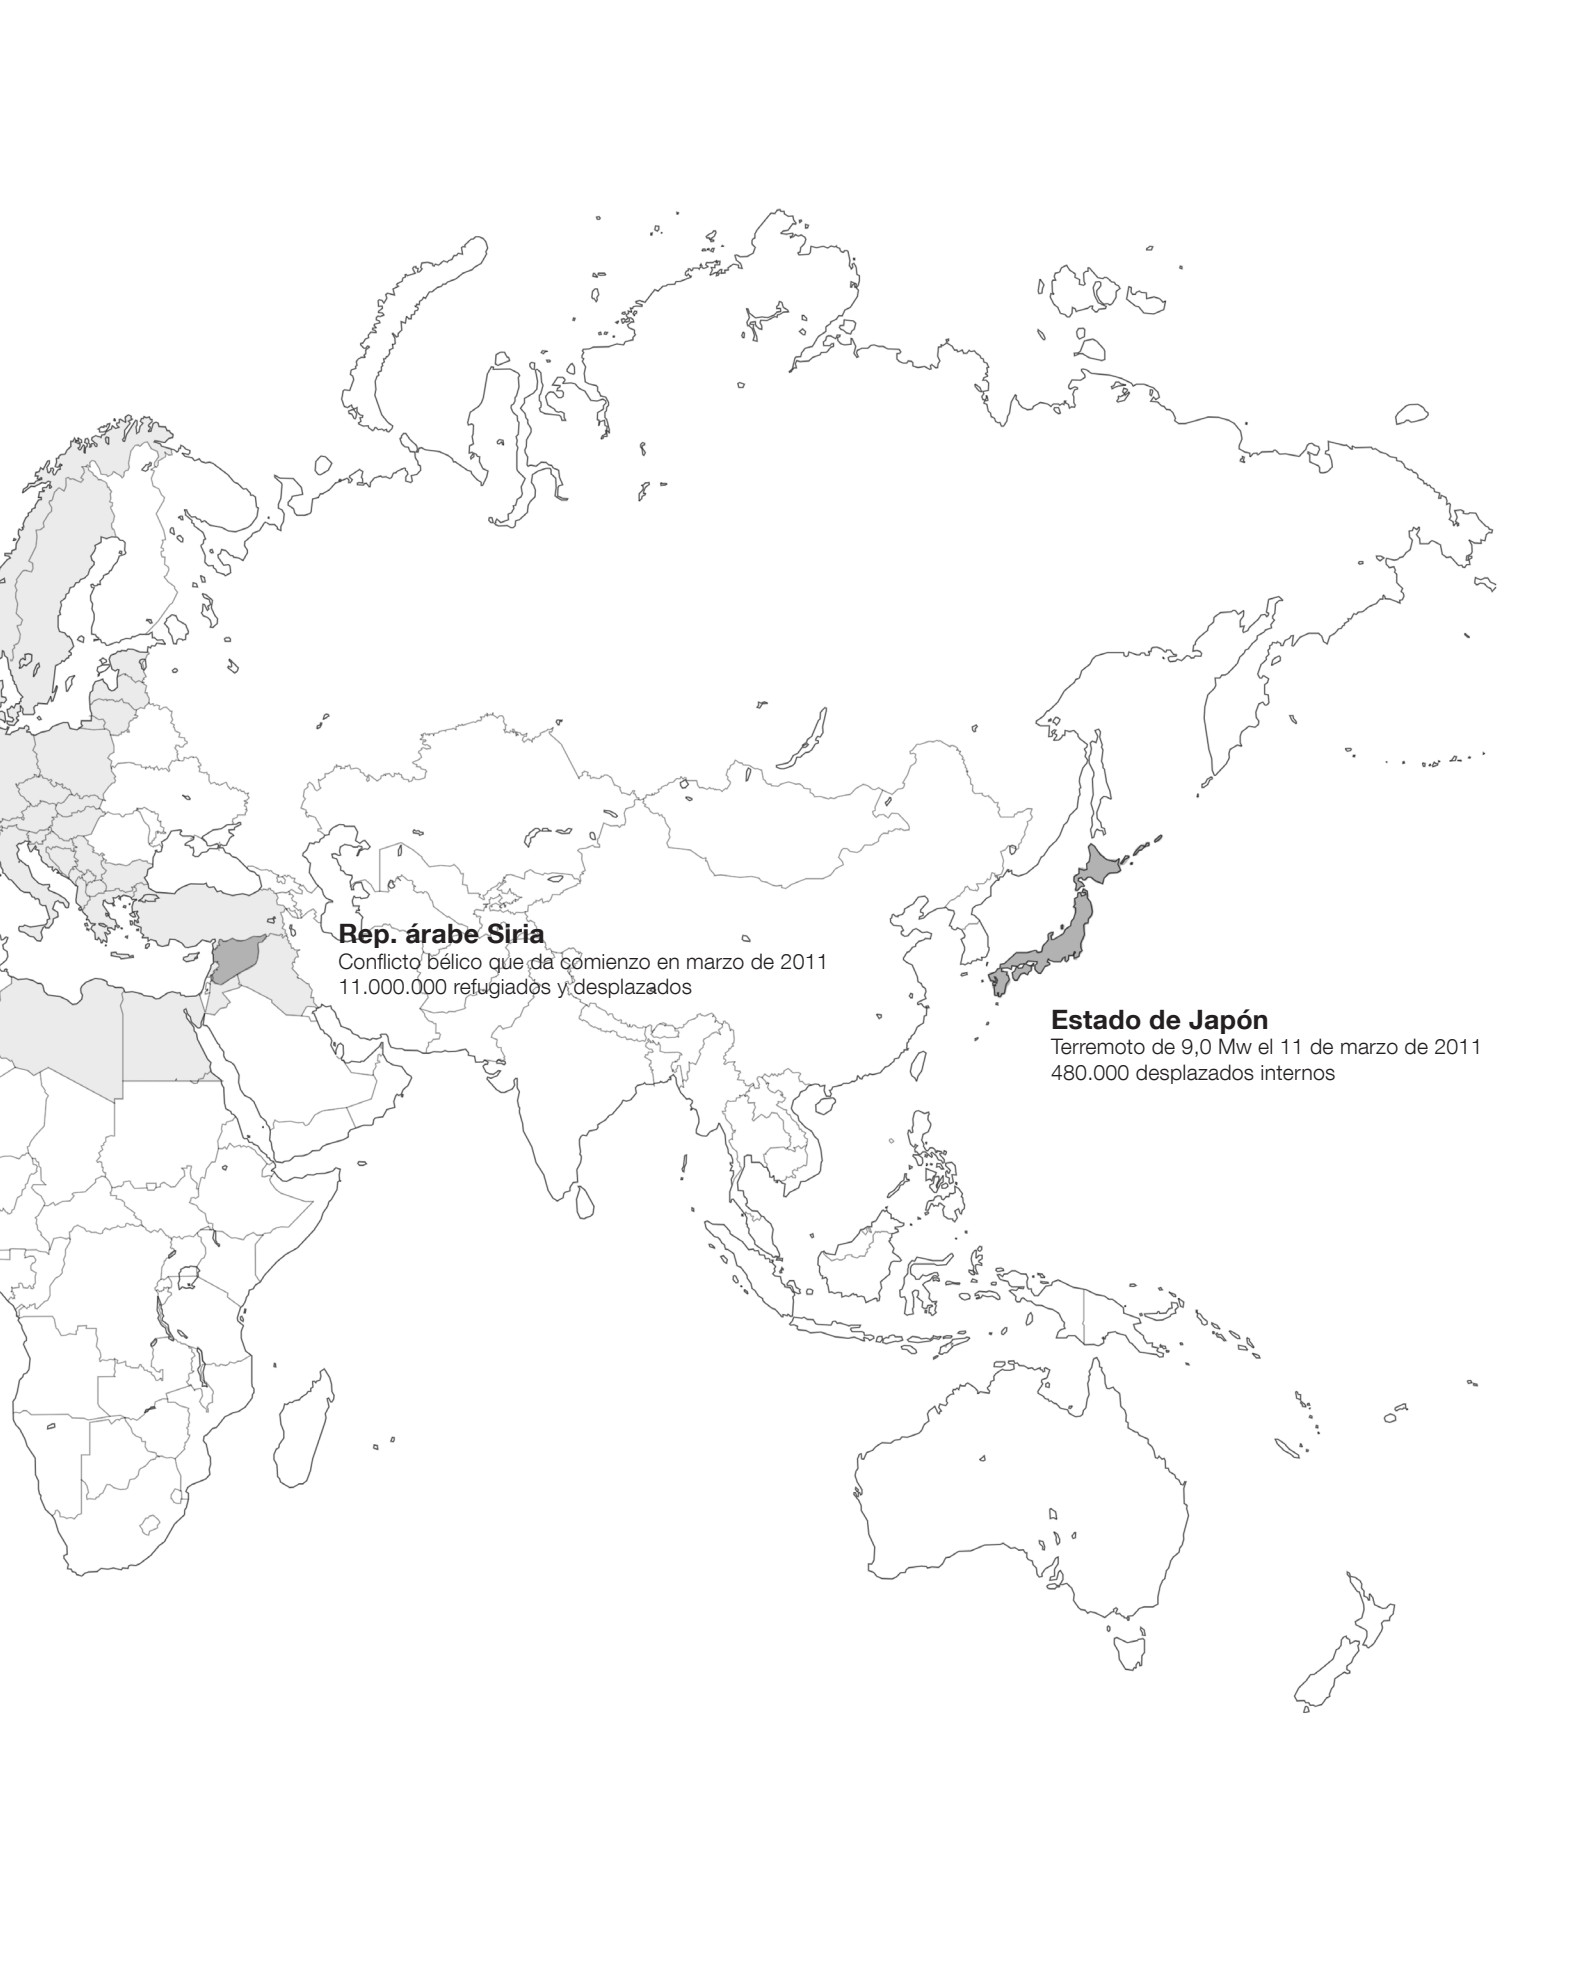 Rep. árabe Siria
Conflicto bélico que da comienzo en marzo de 2011
11.000.000 refugiados y desplazados
Estado de Japón
Terremoto de 9,0 Mw el 11 de marzo de 2011
480.000 desplazados internos